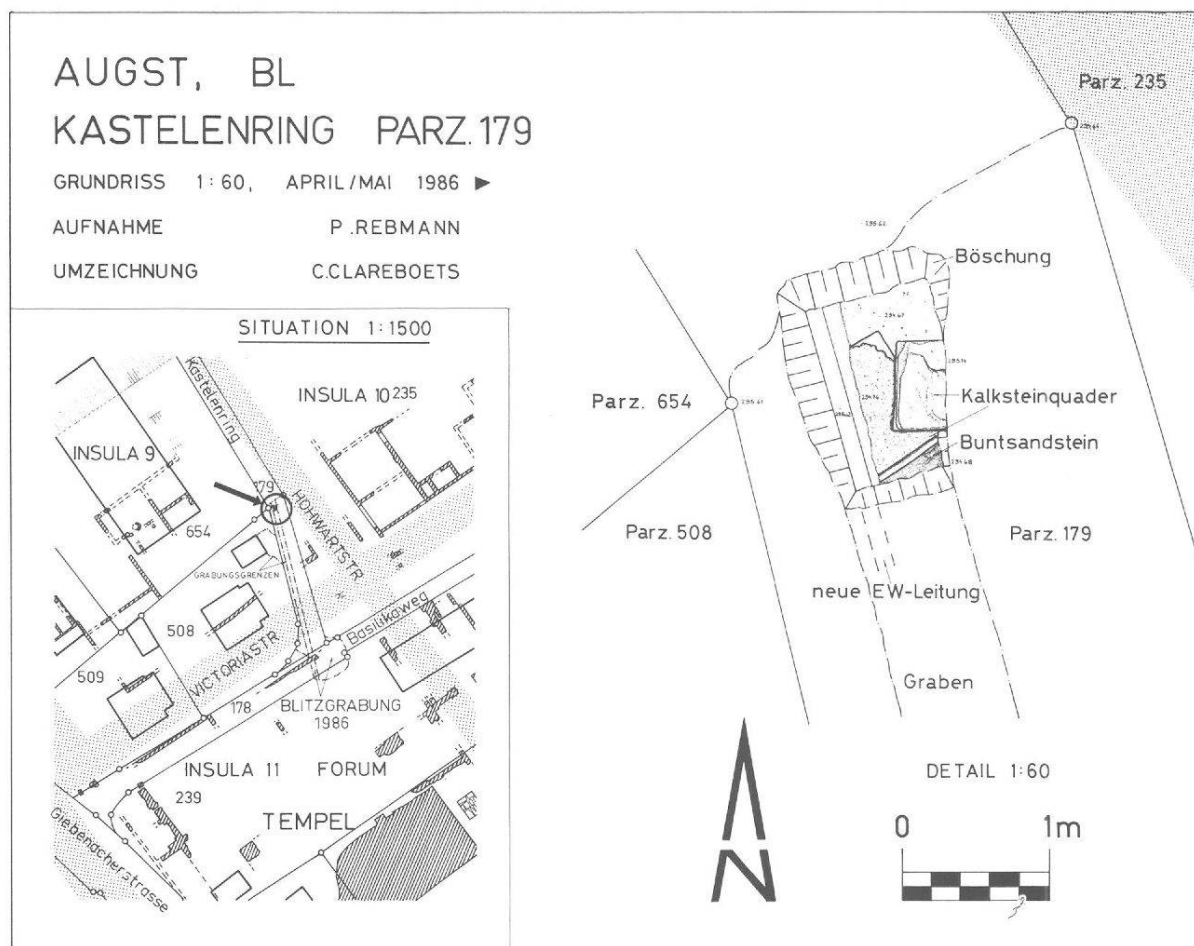 AUGST, BL
KASTELENRING PARZ. 179
GRUNDRISS 1:60, APRIL/MAI 1986 ►
AUFNAHME P. REBMANN
UMZEICHNUNG C. CLAREBOETS
SITUATION 1:1500
Kastelenring
INSULA 10 235
INSULA 9
179
HOHWARTSTR
654
GRABUNGSGRENZEN
508
Basilikaweg
VICTORIASTR
509
178
BLITZGRABUNG
1986
INSULA 11 FORUM
239
TEMPEL
Giebenacherstrasse
Parz. 235
Böschung
Parz. 654
Kalksteinquader
Buntsandstein
Parz. 508
Parz. 179
neue EW-Leitung
Graben
DETAIL 1:60
N
0 1m